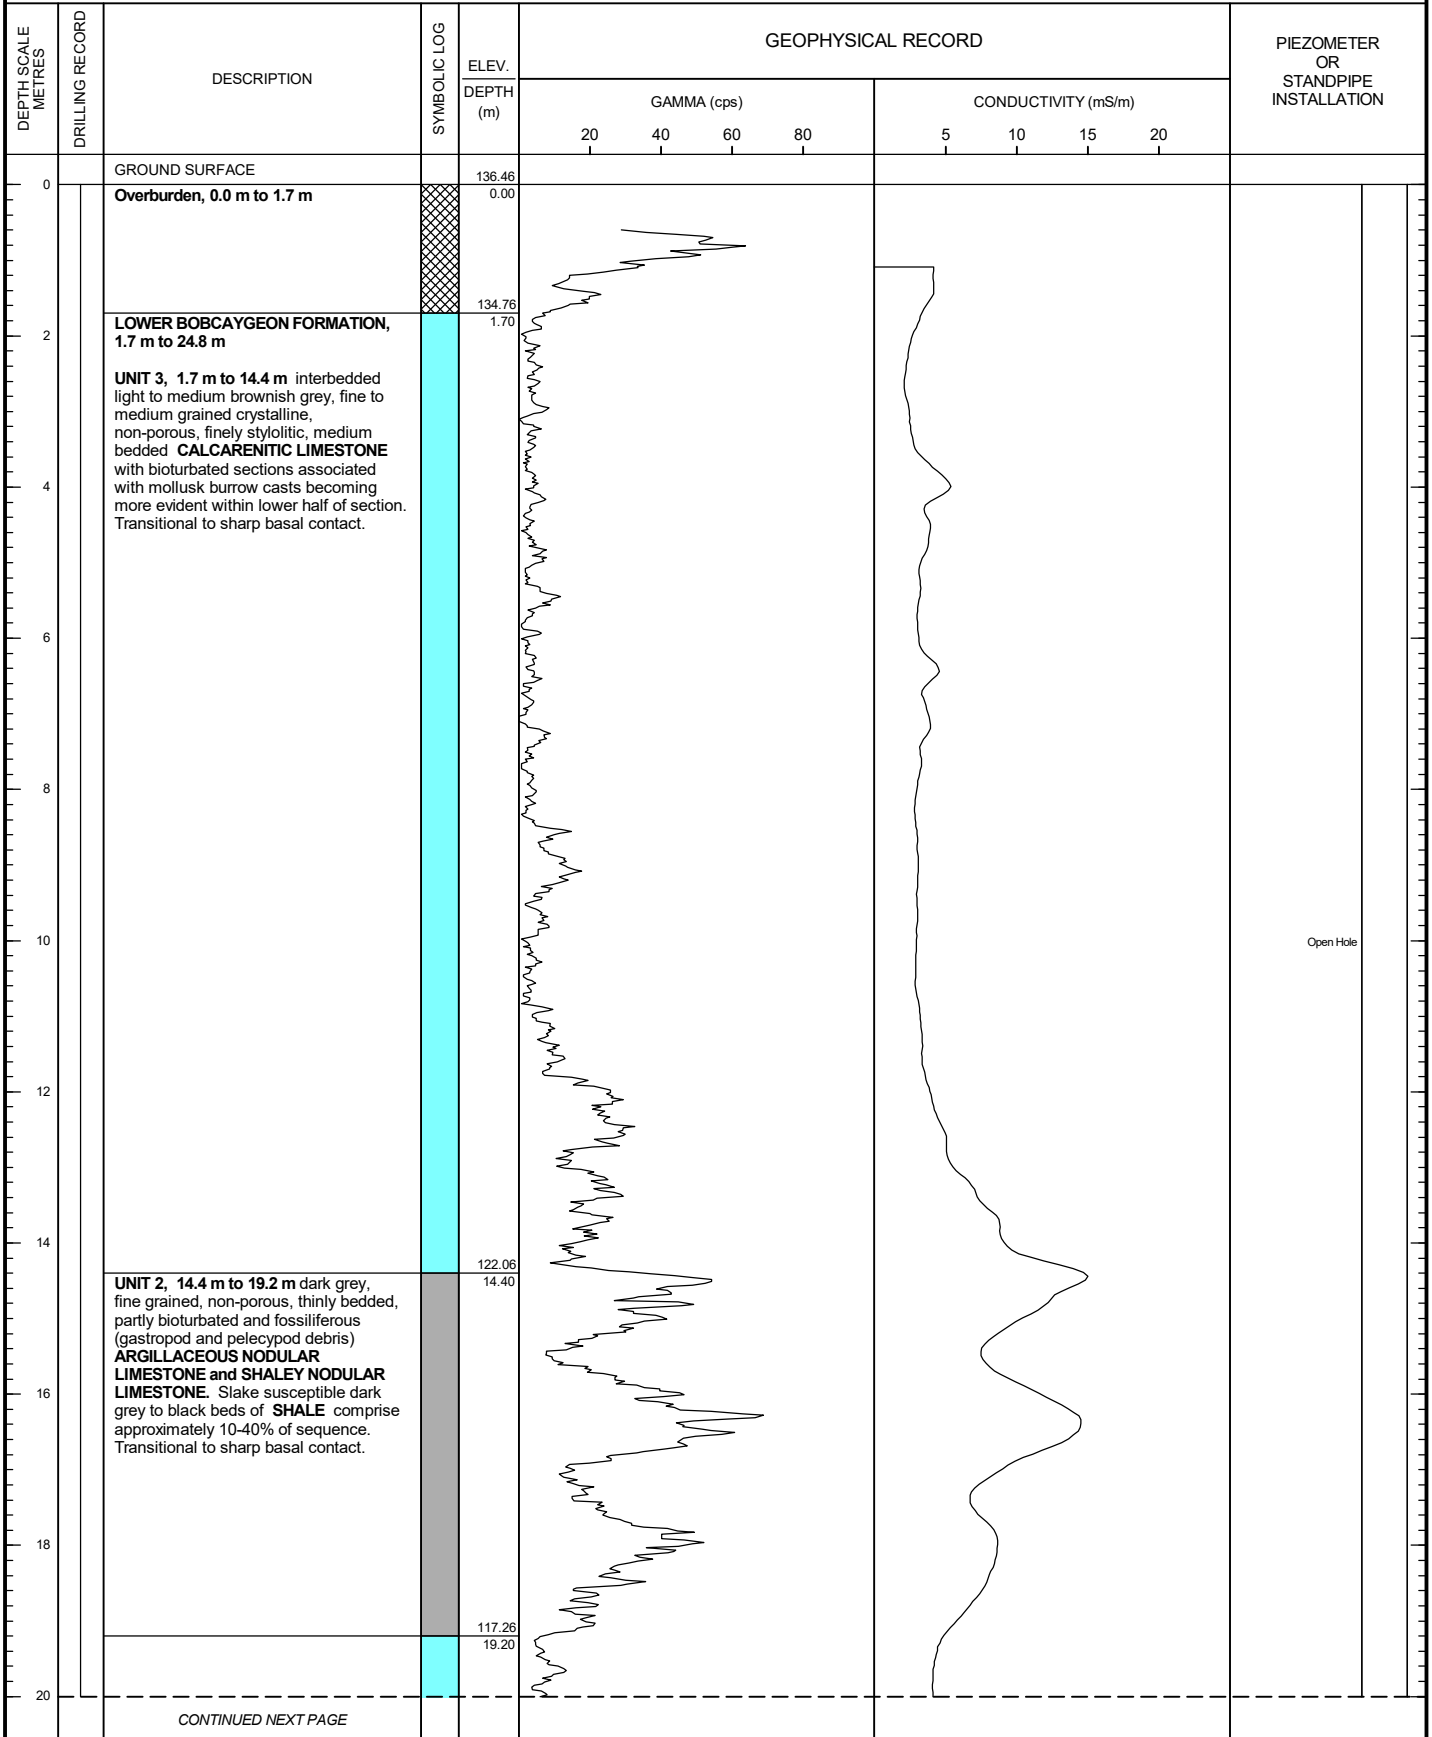 DEPTH SCALE
METRES
DRILLING RECORD
DESCRIPTION
SYMBOLIC LOG
ELEV.
DEPTH
(m)
GEOPHYSICAL RECORD
GAMMA (cps)
20 40 60 80
CONDUCTIVITY (mS/m)
5 10 15 20
PIEZOMETER
OR
STANDPIPE
INSTALLATION
GROUND SURFACE
136.46
0
Overburden, 0.0 m to 1.7 m
0.00
134.76
LOWER BOBCAYGEON FORMATION,
1.7 m to 24.8 m
1.70
2
UNIT 3, 1.7 m to 14.4 m interbedded
light to medium brownish grey, fine to
medium grained crystalline,
non-porous, finely stylolitic, medium
bedded CALCARENITIC LIMESTONE
with bioturbated sections associated
with mollusk burrow casts becoming
more evident within lower half of section.
Transitional to sharp basal contact.
4
6
8
10
Open Hole
12
14
122.06
UNIT 2, 14.4 m to 19.2 m dark grey,
fine grained, non-porous, thinly bedded,
partly bioturbated and fossiliferous
(gastropod and pelecypod debris)
ARGILLACEOUS NODULAR
LIMESTONE and SHALEY NODULAR
LIMESTONE. Slake susceptible dark
grey to black beds of SHALE comprise
approximately 10-40% of sequence.
Transitional to sharp basal contact.
14.40
16
18
117.26
19.20
20
CONTINUED NEXT PAGE